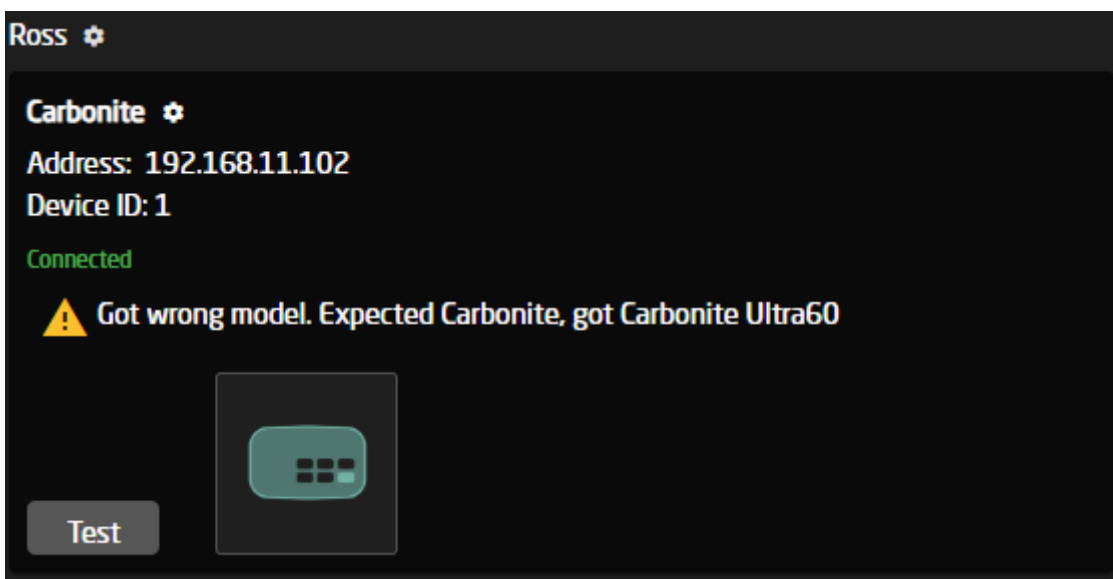 Ross
Carbonite
Address: 192.168.11.102
Device ID: 1
Connected
Got wrong model. Expected Carbonite, got Carbonite Ultra60
Test